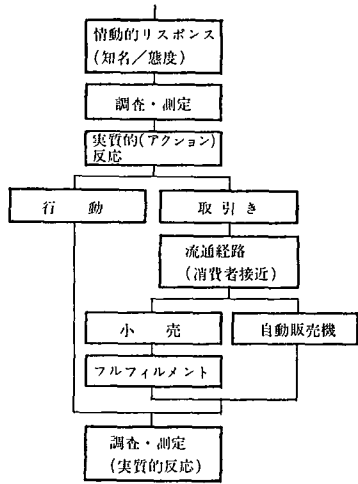 情動的リスポンス
(知名／態度)
調査・測定
実質的(アクション)
反応
行動
取引き
流通経路
(消費者接近)
小売
自動販売機
フルフィルメント
調査・測定
(実質的反応)